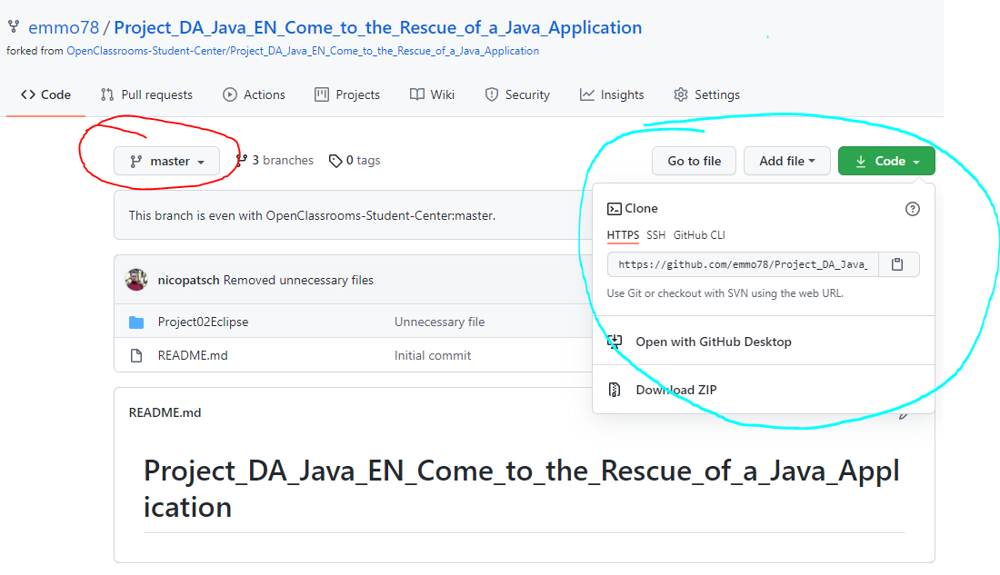 emmo78 / Project_DA_Java_EN_Come_to_the_Rescue_of_a_Java_Application
forked from OpenClassrooms-Student-Center/Project_DA_Java_EN_Come_to_the_Rescue_of_a_Java_Application
Code Pull requests Actions Projects Wiki Security Insights Settings
master 3 branches 0 tags Go to file Add file Code
This branch is even with OpenClassrooms-Student-Center:master.
Clone
HTTPS SSH GitHub CLI
https://github.com/emmo78/Project_DA_Java_
Use Git or checkout with SVN using the web URL.
Open with GitHub Desktop
Download ZIP
nicopatsch Removed unnecessary files
Project02Eclipse Unnecessary file
README.md Initial commit
README.md
Project_DA_Java_EN_Come_to_the_Rescue_of_a_Java_Appl
ication